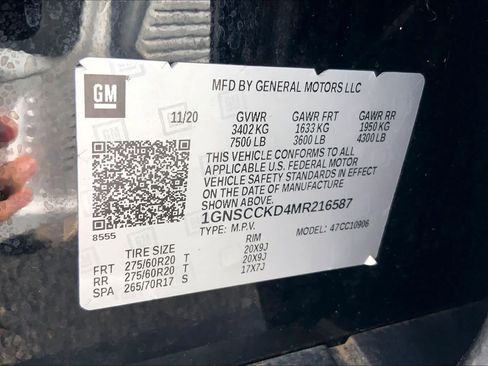 GM
MFD BY GENERAL MOTORS LLC
11/20 GVWR GAWR FRT GAWR RR
3402 KG 1633 KG 1950 KG
7500 LB 3600 LB 4300 LB
THIS VEHICLE CONFORMS TO ALL
APPLICABLE U.S. FEDERAL MOTOR
VEHICLE SAFETY STANDARDS IN EFFECT
ON THE DATE OF MANUFACTURE
SHOWN ABOVE.
1GNSCCKD4MR216587
8555
TYPE: M.P.V. MODEL: 47CC10906
TIRE SIZE RIM
FRT 275/60R20 T 20X9J
RR 275/60R20 T 20X9J
SPA 265/70R17 S 17X7J